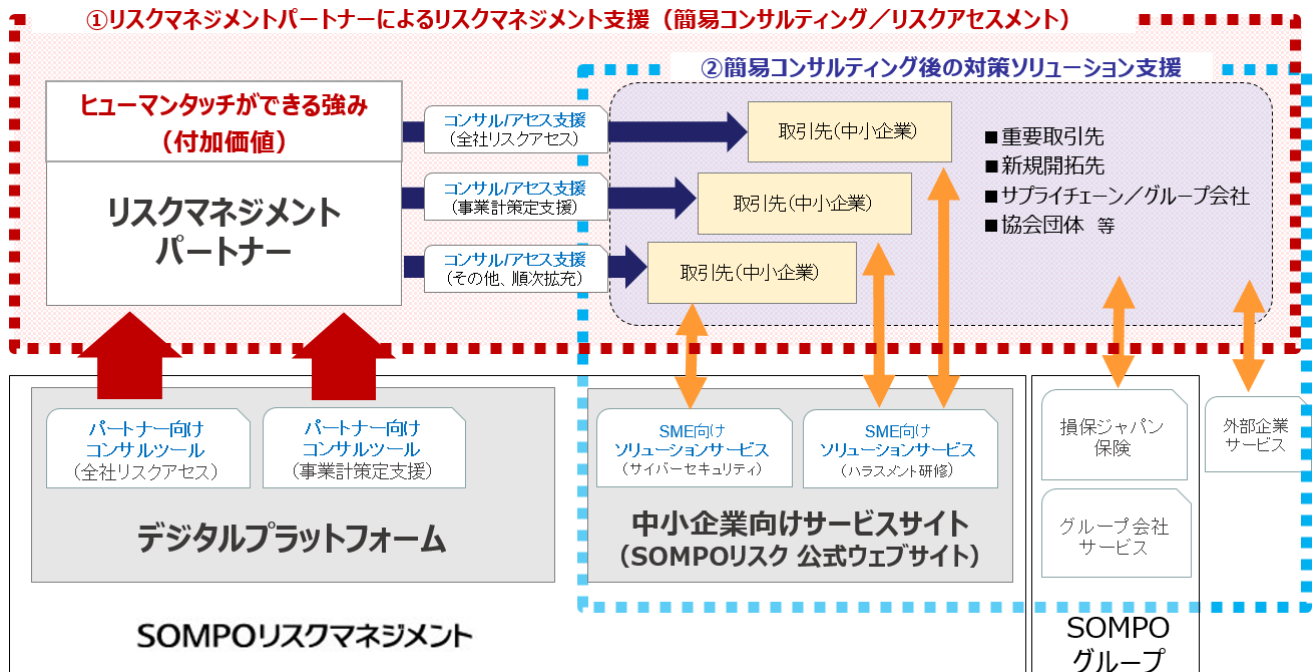 ①リスクマネジメントパートナーによるリスクマネジメント支援（簡易コンサルティング／リスクアセスメント）
②簡易コンサルティング後の対策ソリューション支援
ヒューマンタッチができる強み
（付加価値）
リスクマネジメント
パートナー
コンサル/アセス支援
（全社リスクアセス）
コンサル/アセス支援
（事業計策定支援）
コンサル/アセス支援
（その他、順次拡充）
取引先(中小企業)
取引先(中小企業)
取引先(中小企業)
■重要取引先
■新規開拓先
■サプライチェーン／グループ会社
■協会団体 等
パートナー向け
コンサルツール
（全社リスクアセス）
パートナー向け
コンサルツール
（事業計策定支援）
デジタルプラットフォーム
SME向け
ソリューションサービス
（サイバーセキュリティ）
SME向け
ソリューションサービス
（ハラスメント研修）
中小企業向けサービスサイト
（SOMPOリスク 公式ウェブサイト）
損保ジャパン
保険
グループ会社
サービス
外部企業
サービス
SOMPOリスクマネジメント
SOMPO
グループ